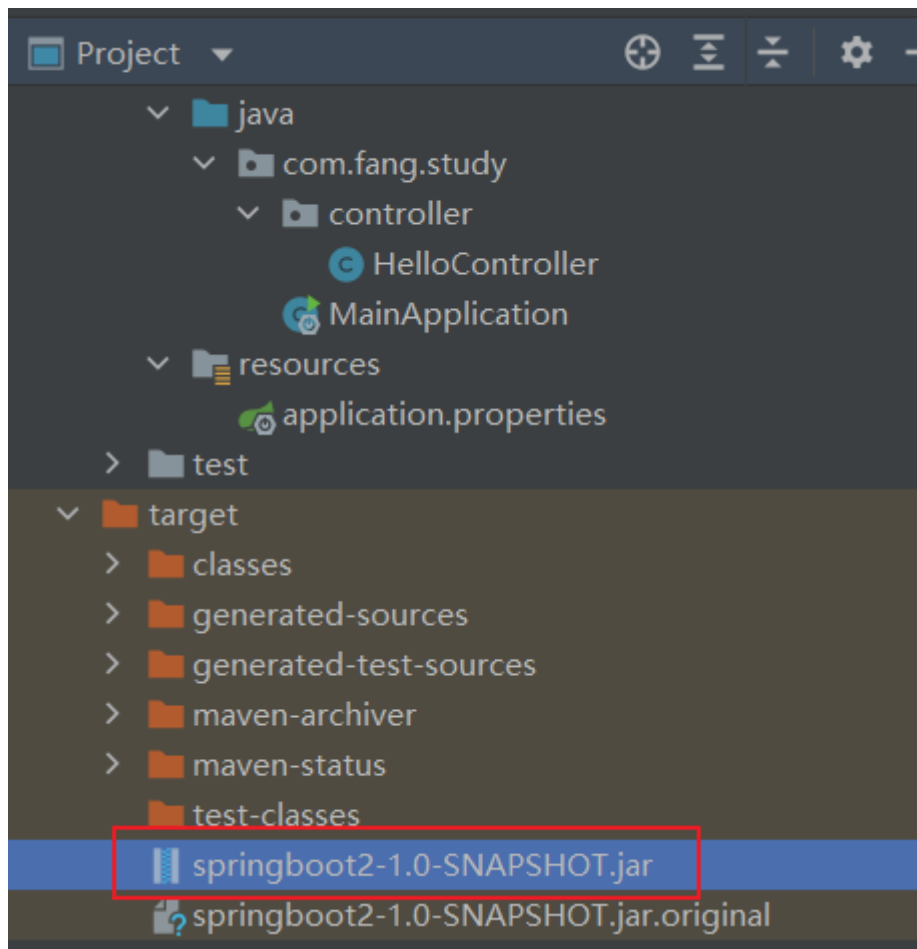 Project
java
com.fang.study
controller
HelloController
MainApplication
resources
application.properties
test
target
classes
generated-sources
generated-test-sources
maven-archiver
maven-status
test-classes
springboot2-1.0-SNAPSHOT.jar
springboot2-1.0-SNAPSHOT.jar.original